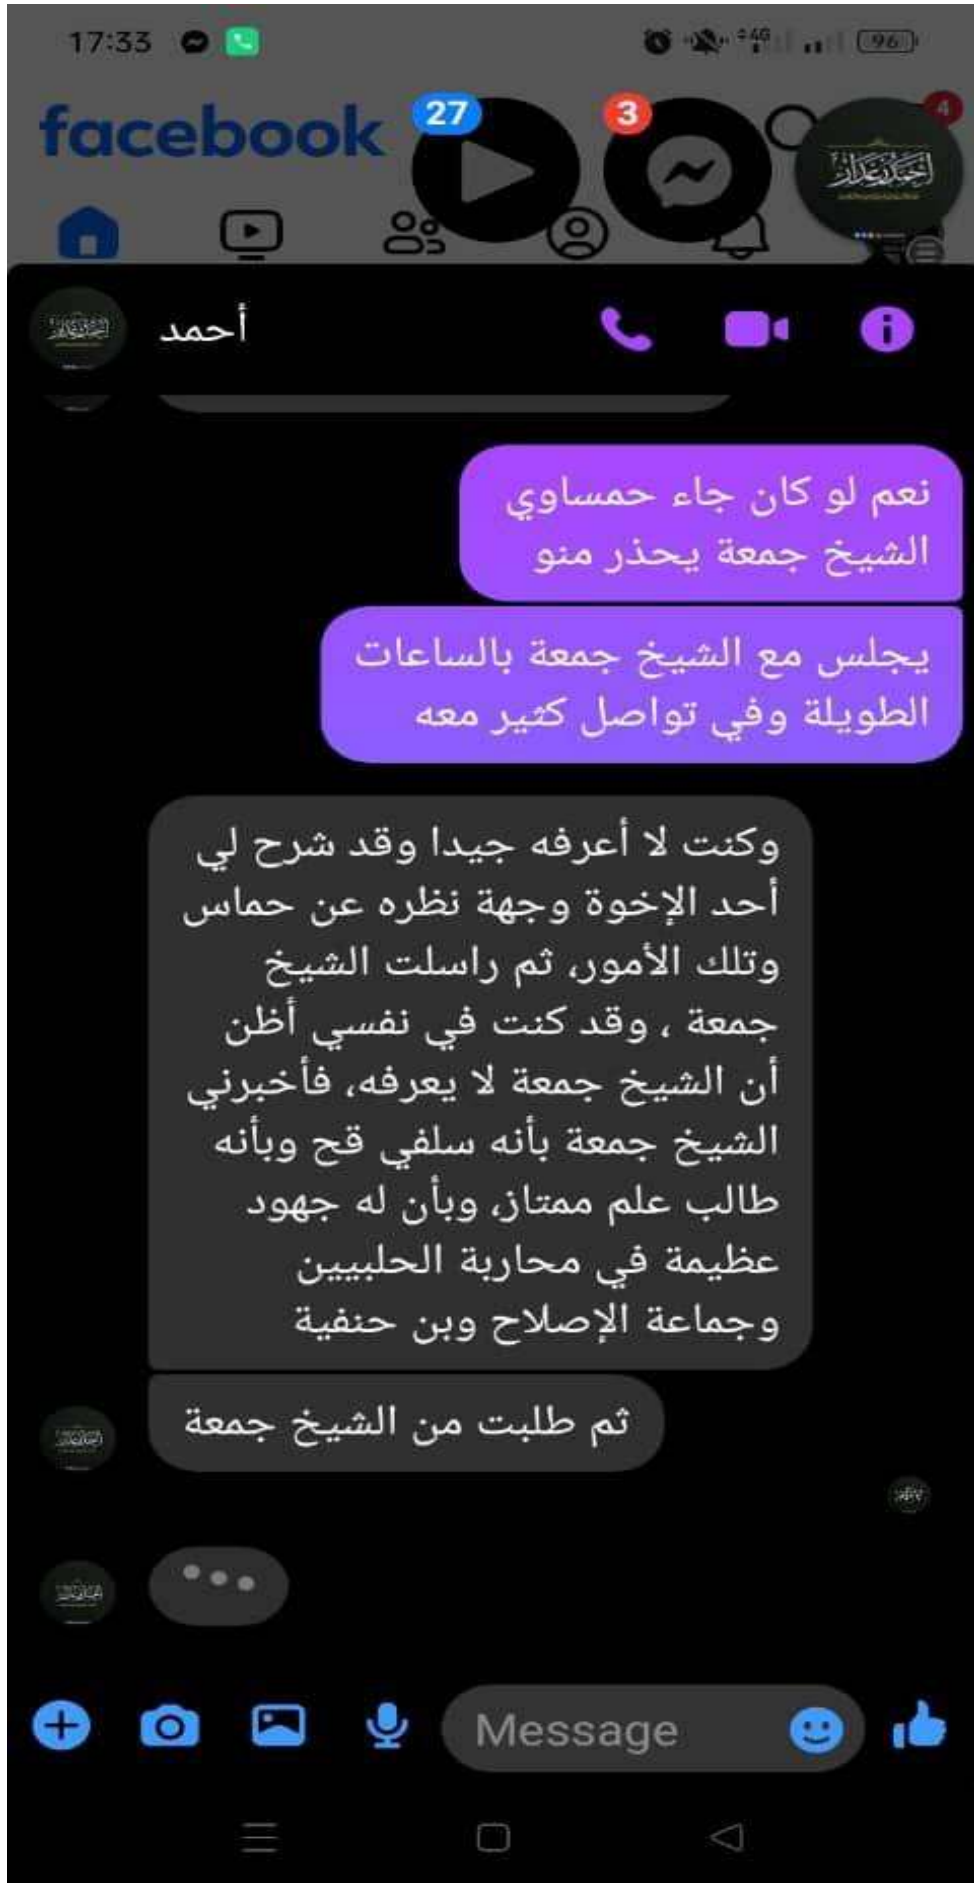 17:33
4G
96
facebook
27
3
4
أحمد
نعم لو كان جاء حمساوي
الشيخ جمعة يحذر منو
يجلس مع الشيخ جمعة بالساعات
الطويلة وفي تواصل كثير معه
وكنت لا أعرفه جيدا وقد شرح لي
أحد الإخوة وجهة نظره عن حماس
وتلك الأمور، ثم راسلت الشيخ
جمعة ، وقد كنت في نفسي أظن
أن الشيخ جمعة لا يعرفه، فأخبرني
الشيخ جمعة بأنه سلفي قح وبأنه
طالب علم ممتاز، وبأن له جهود
عظيمة في محاربة الحلبيين
وجماعة الإصلاح وبن حنفية
ثم طلبت من الشيخ جمعة
Message